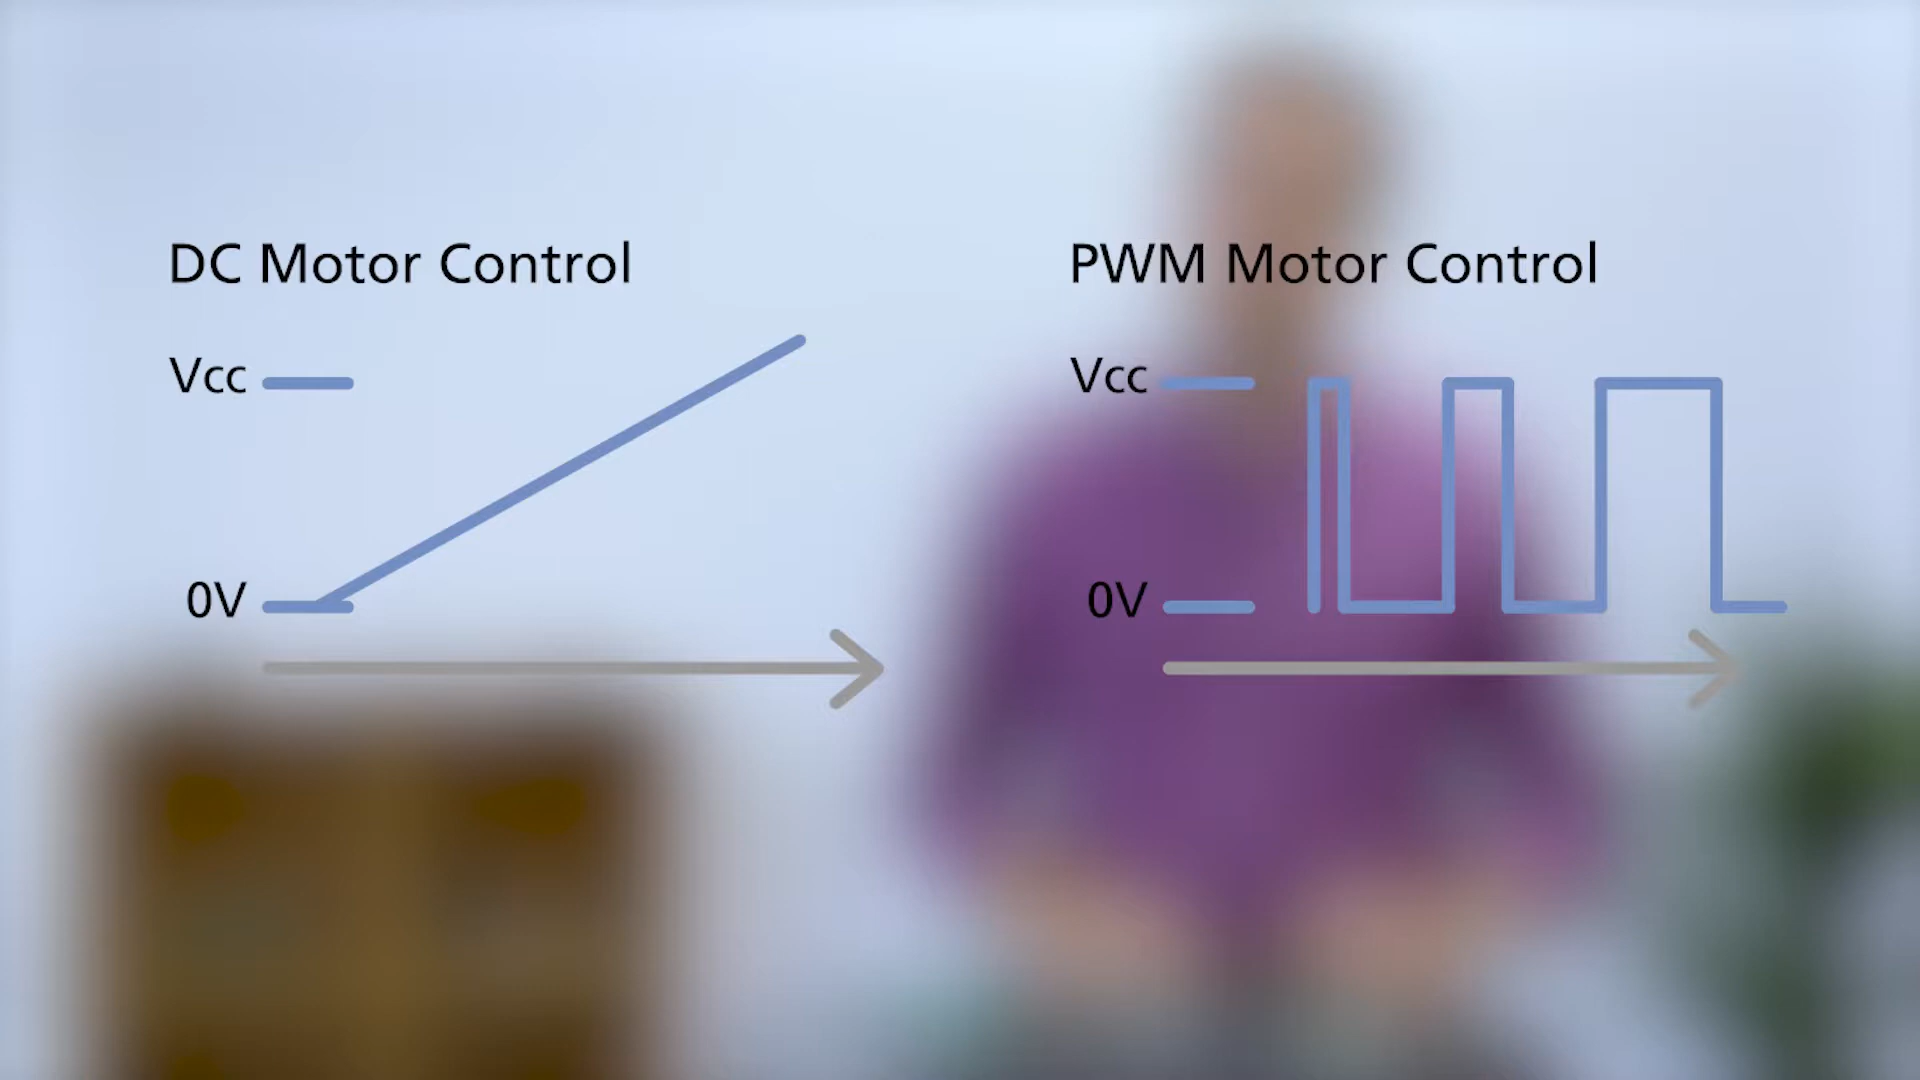 DC Motor Control
Vcc
0V
PWM Motor Control
Vcc
0V